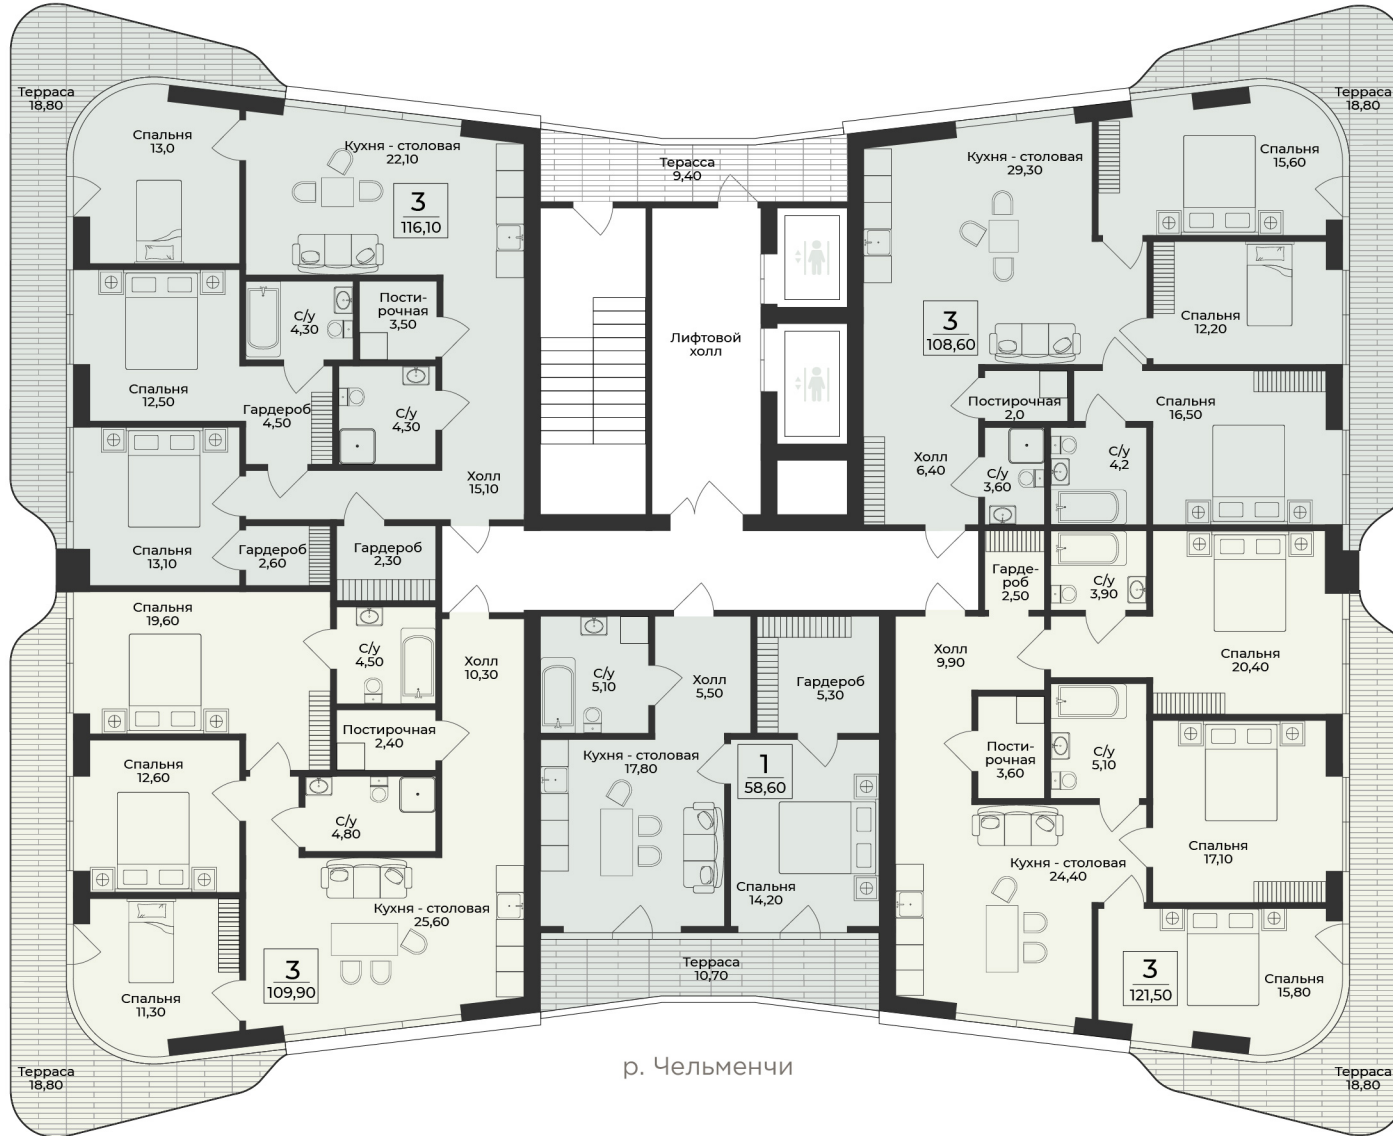 Терраса
18,80
Спальня
13,0
Кухня - столовая
22,10
3
116,10
Спальня
12,50
С/у
4,30
Пости-
рочная
3,50
Гардероб
4,50
С/у
4,30
Холл
15,10
Спальня
13,10
Гардероб
2,60
Гардероб
2,30
Терасса
9,40
Лифтовой
холл
Терраса
18,80
Кухня - столовая
29,30
Спальня
15,60
3
108,60
Спальня
12,20
Постирочная
2,0
Спальня
16,50
Холл
6,40
С/у
3,60
С/у
4,2
Спальня
19,60
С/у
4,50
Холл
10,30
Постирочная
2,40
Спальня
12,60
С/у
4,80
Кухня - столовая
25,60
3
109,90
Спальня
11,30
Терраса
18,80
С/у
5,10
Холл
5,50
Гардероб
5,30
Кухня - столовая
17,80
1
58,60
Спальня
14,20
Терраса
10,70
Гарде-
роб
2,50
С/у
3,90
Холл
9,90
Спальня
20,40
Пости-
рочная
3,60
С/у
5,10
Спальня
17,10
Кухня - столовая
24,40
3
121,50
Спальня
15,80
Терраса
18,80
р. Чельменчи